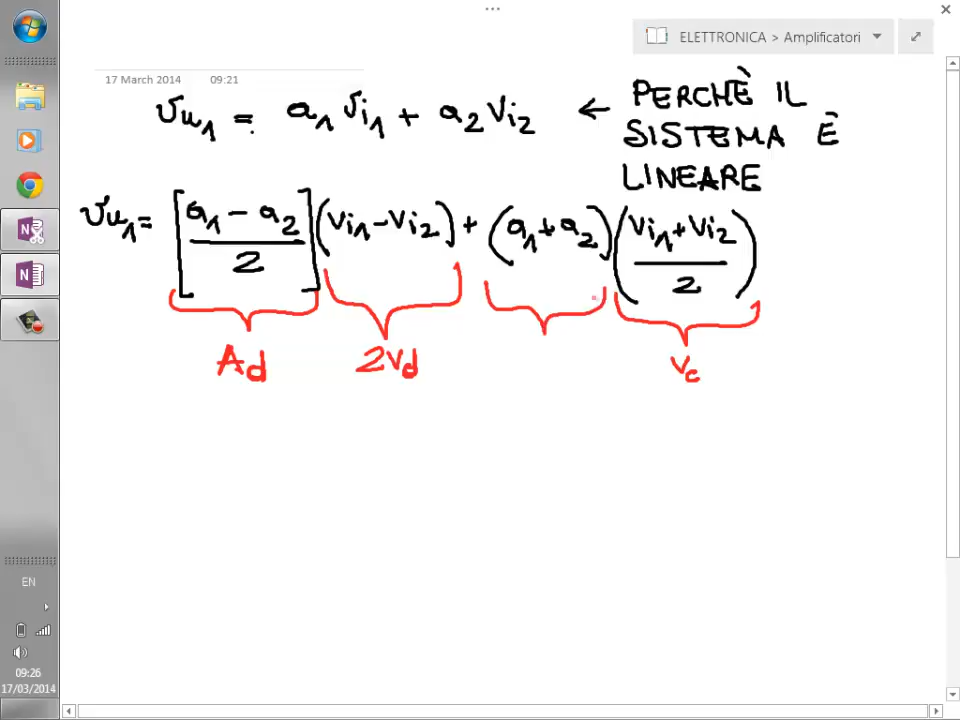 ELETTRONICA > Amplificatori
17 March 2014 09:21
vu1 = a1 vi1 + a2 vi2 ← PERCHÈ IL
SISTEMA È
LINEARE
vu1 = [a1 - a2 / 2] (vi1 - vi2) + (a1 + a2) (vi1 + vi2 / 2)
Ad 2vd vc
EN
09:26
17/03/2014